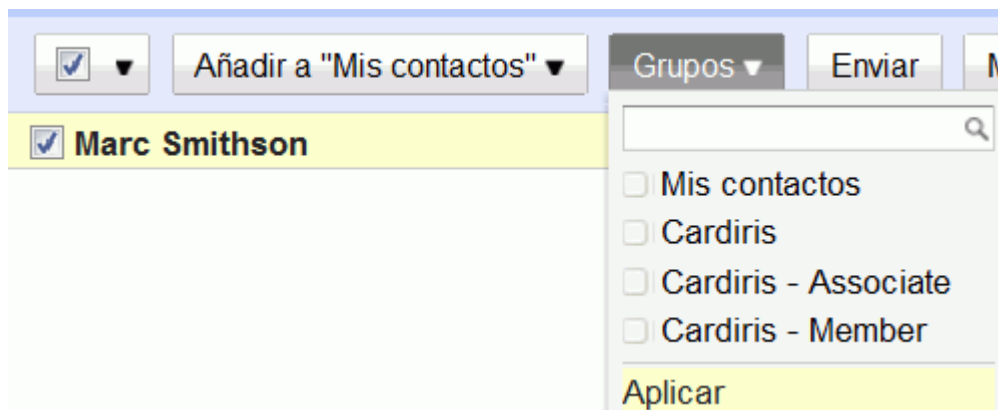 Añadir a "Mis contactos" Grupos Enviar
Marc Smithson
Mis contactos
Cardiris
Cardiris - Associate
Cardiris - Member
Aplicar